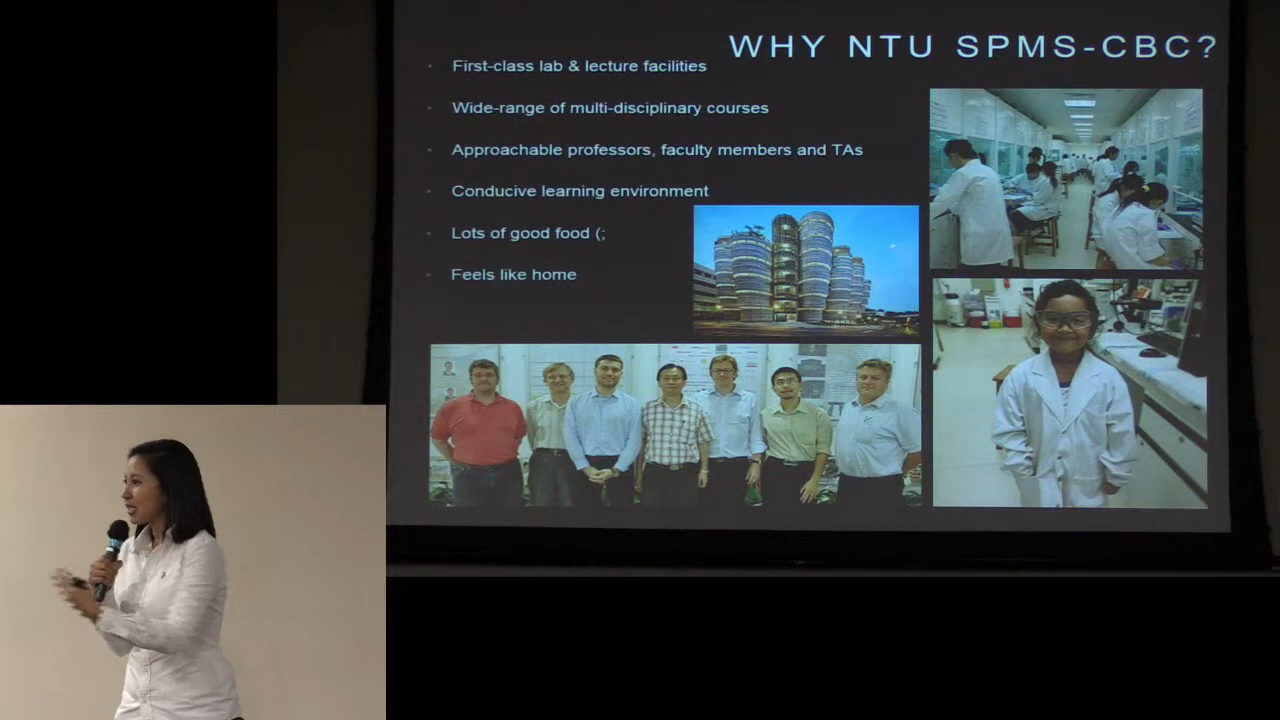 WHY NTU SPMS-CBC?
First-class lab & lecture facilities
Wide-range of multi-disciplinary courses
Approachable professors, faculty members and TAs
Conducive learning environment
Lots of good food (;
Feels like home